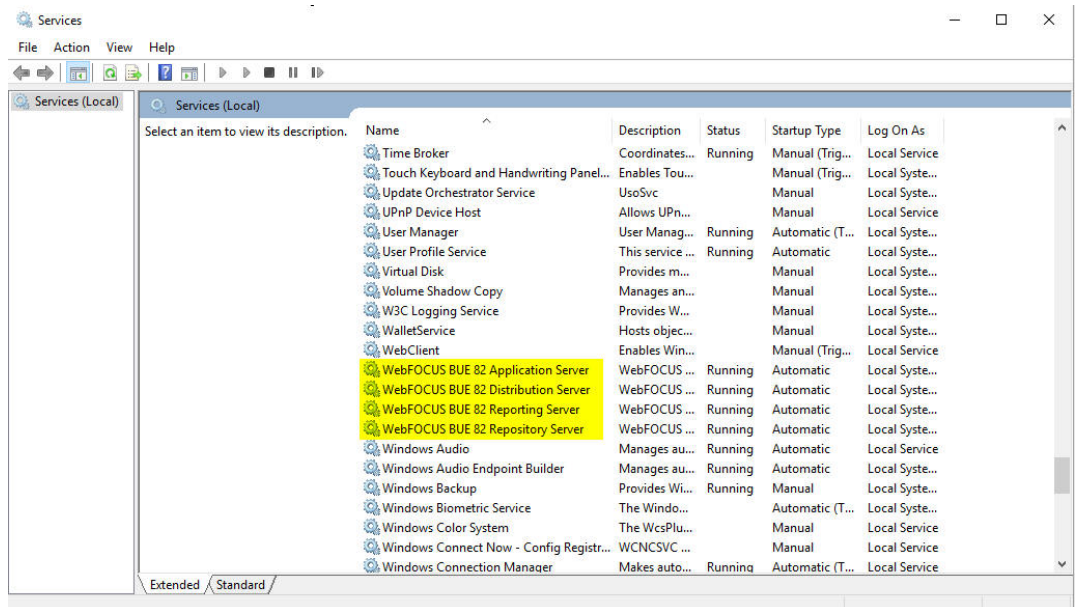 Services
File Action View Help
Services (Local)
Services (Local)
Select an item to view its description.
Name Description Status Startup Type Log On As
Time Broker Coordinates... Running Manual (Trig... Local Service
Touch Keyboard and Handwriting Panel... Enables Tou... Manual (Trig... Local Syste...
Update Orchestrator Service UsoSvc Manual Local Syste...
UPnP Device Host Allows UPn... Manual Local Service
User Manager User Manag... Running Automatic (T... Local Syste...
User Profile Service This service ... Running Automatic Local Syste...
Virtual Disk Provides m... Manual Local Syste...
Volume Shadow Copy Manages an... Manual Local Syste...
W3C Logging Service Provides W... Manual Local Syste...
WalletService Hosts objec... Manual Local Syste...
WebClient Enables Win... Manual (Trig... Local Service
WebFOCUS BUE 82 Application Server WebFOCUS ... Running Automatic Local Syste...
WebFOCUS BUE 82 Distribution Server WebFOCUS ... Running Automatic Local Syste...
WebFOCUS BUE 82 Reporting Server WebFOCUS ... Running Automatic Local Syste...
WebFOCUS BUE 82 Repository Server WebFOCUS ... Running Automatic Local Syste...
Windows Audio Manages au... Running Automatic Local Service
Windows Audio Endpoint Builder Manages au... Running Automatic Local Syste...
Windows Backup Provides Wi... Running Manual Local Syste...
Windows Biometric Service The Windo... Automatic (T... Local Syste...
Windows Color System The WcsPlu... Manual Local Service
Windows Connect Now - Config Registr... WCNCSVC ... Manual Local Service
Windows Connection Manager Makes auto... Running Automatic (T... Local Service
Extended Standard